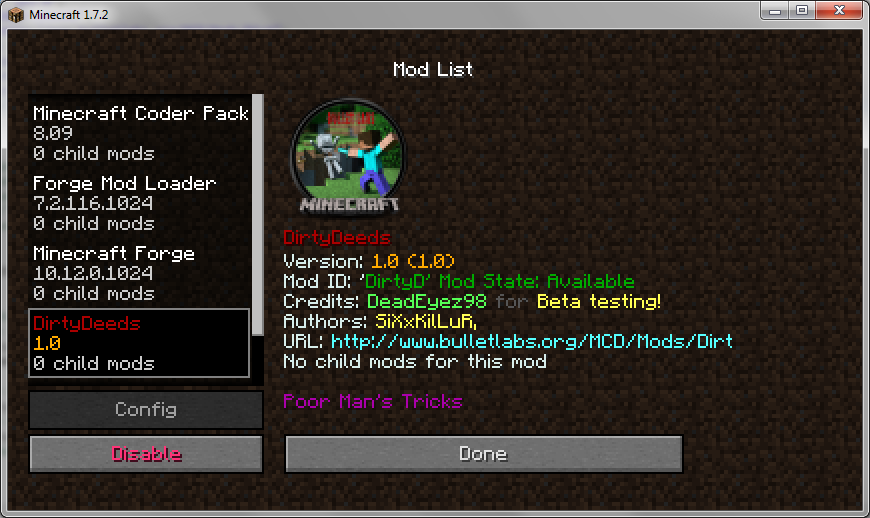 Minecraft 1.7.2
Mod List
Minecraft Coder Pack
8.09
0 child mods
Forge Mod Loader
7.2.116.1024
0 child mods
Minecraft Forge
10.12.0.1024
0 child mods
DirtyDeeds
1.0
0 child mods
Config
Disable
MINECRAFT
DirtyDeeds
Version: 1.0 (1.0)
Mod ID: 'DirtyD' Mod State: Available
Credits: DeadEyez98 for Beta testing!
Authors: SiXxKilLuR,
URL: http://www.bulletlabs.org/MCD/Mods/Dirt
No child mods for this mod
Poor Man's Tricks
Done